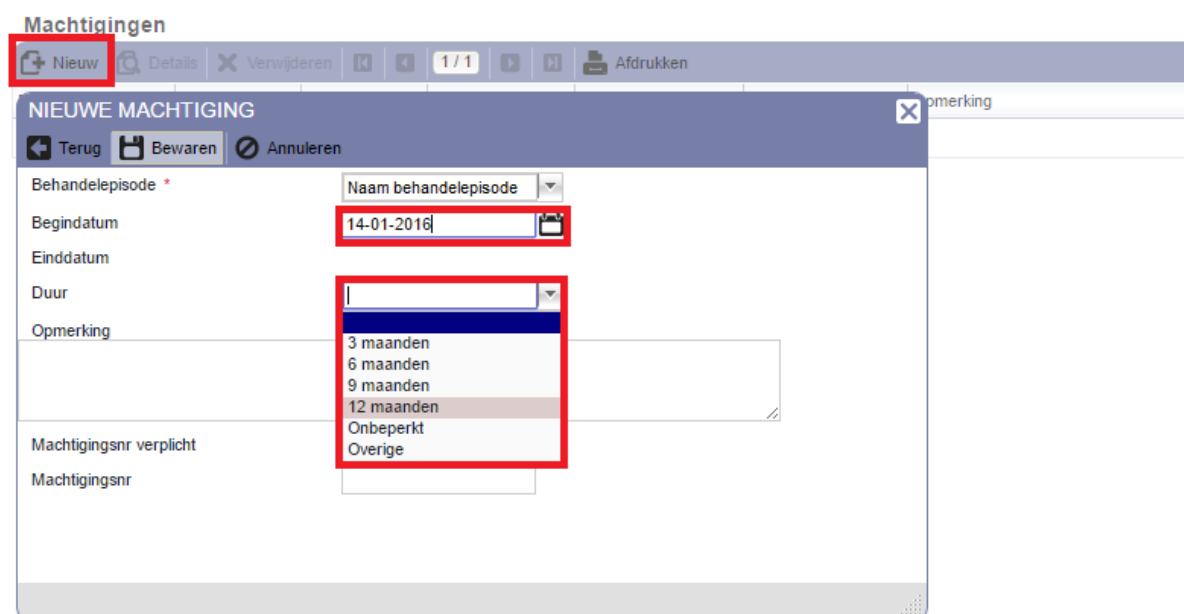 Machtigingen
Nieuw Details Verwijderen 1 / 1 Afdrukken
pmerking
NIEUWE MACHTIGING
Terug Bewaren Annuleren
Behandelepisode * Naam behandelepisode
Begindatum 14-01-2016
Einddatum
Duur
Opmerking
3 maanden
6 maanden
9 maanden
12 maanden
Onbeperkt
Overige
Machtigingsnr verplicht
Machtigingsnr